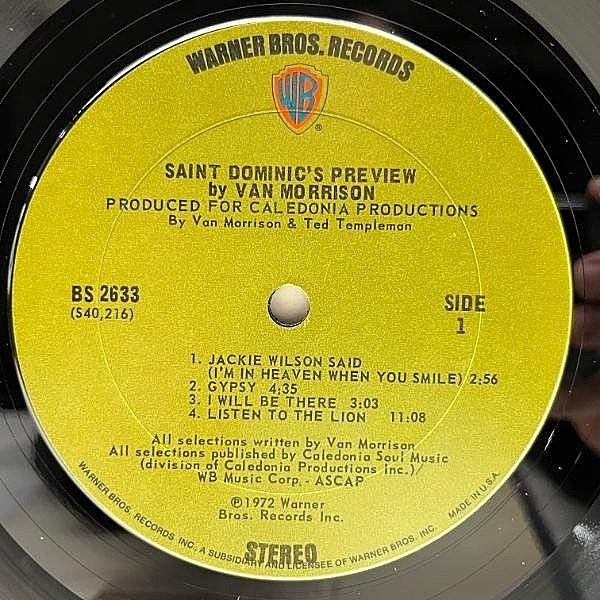 WARNER BROS. RECORDS
WB
®
SAINT DOMINIC'S PREVIEW
by VAN MORRISON
PRODUCED FOR CALEDONIA PRODUCTIONS
By Van Morrison & Ted Templeman
BS 2633
(S40,216)
SIDE
1
1. JACKIE WILSON SAID
(I'M IN HEAVEN WHEN YOU SMILE) 2:56
2. GYPSY 4:35
3. I WILL BE THERE 3:03
4. LISTEN TO THE LION 11:08
All selections written by Van Morrison
All selections published by Caledonia Soul Music
(division of Caledonia Productions Inc.)/
WB Music Corp. - ASCAP
℗1972 Warner
Bros. Records Inc.
STEREO
WARNER BROS. RECORDS INC., A SUBSIDIARY AND LICENSEE OF WARNER BROS. INC. MADE IN U.S.A.